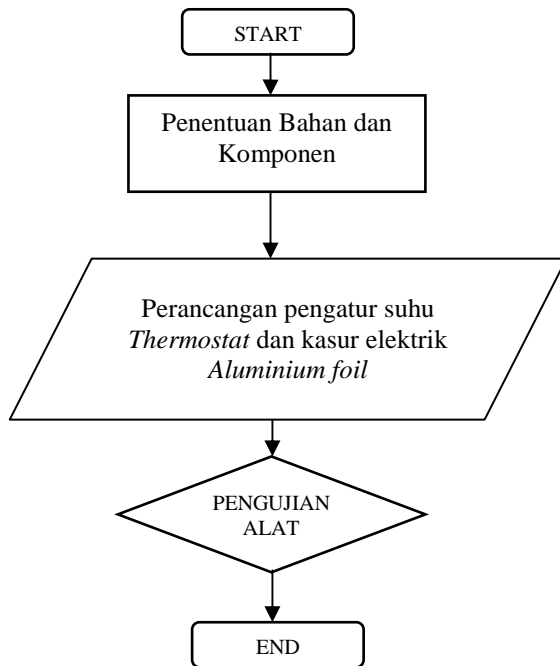 START
Penentuan Bahan dan
Komponen
Perancangan pengatur suhu
Thermostat dan kasur elektrik
Aluminium foil
PENGUJIAN
ALAT
END